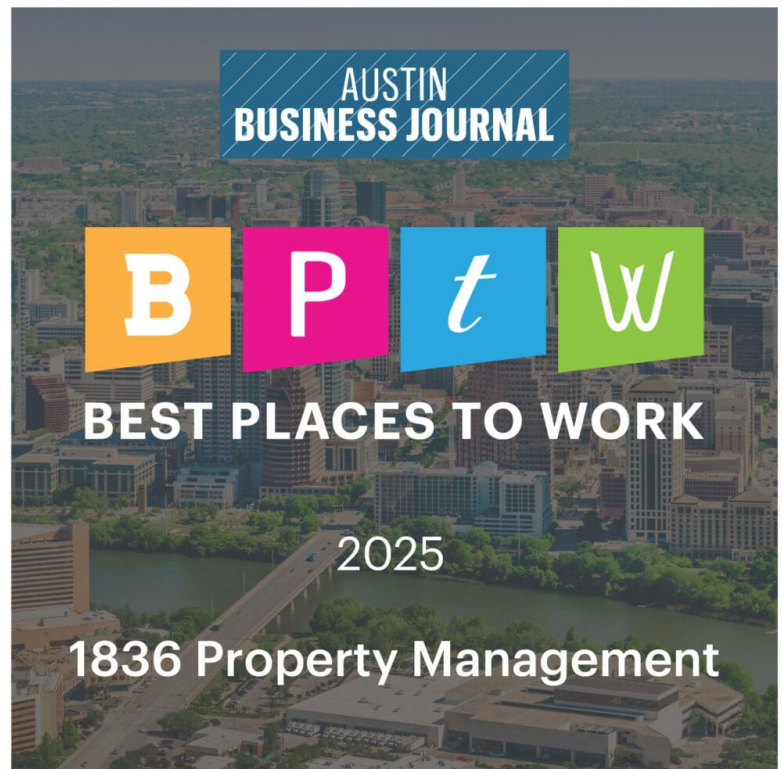 AUSTIN
BUSINESS JOURNAL
B P t W
BEST PLACES TO WORK
2025
1836 Property Management